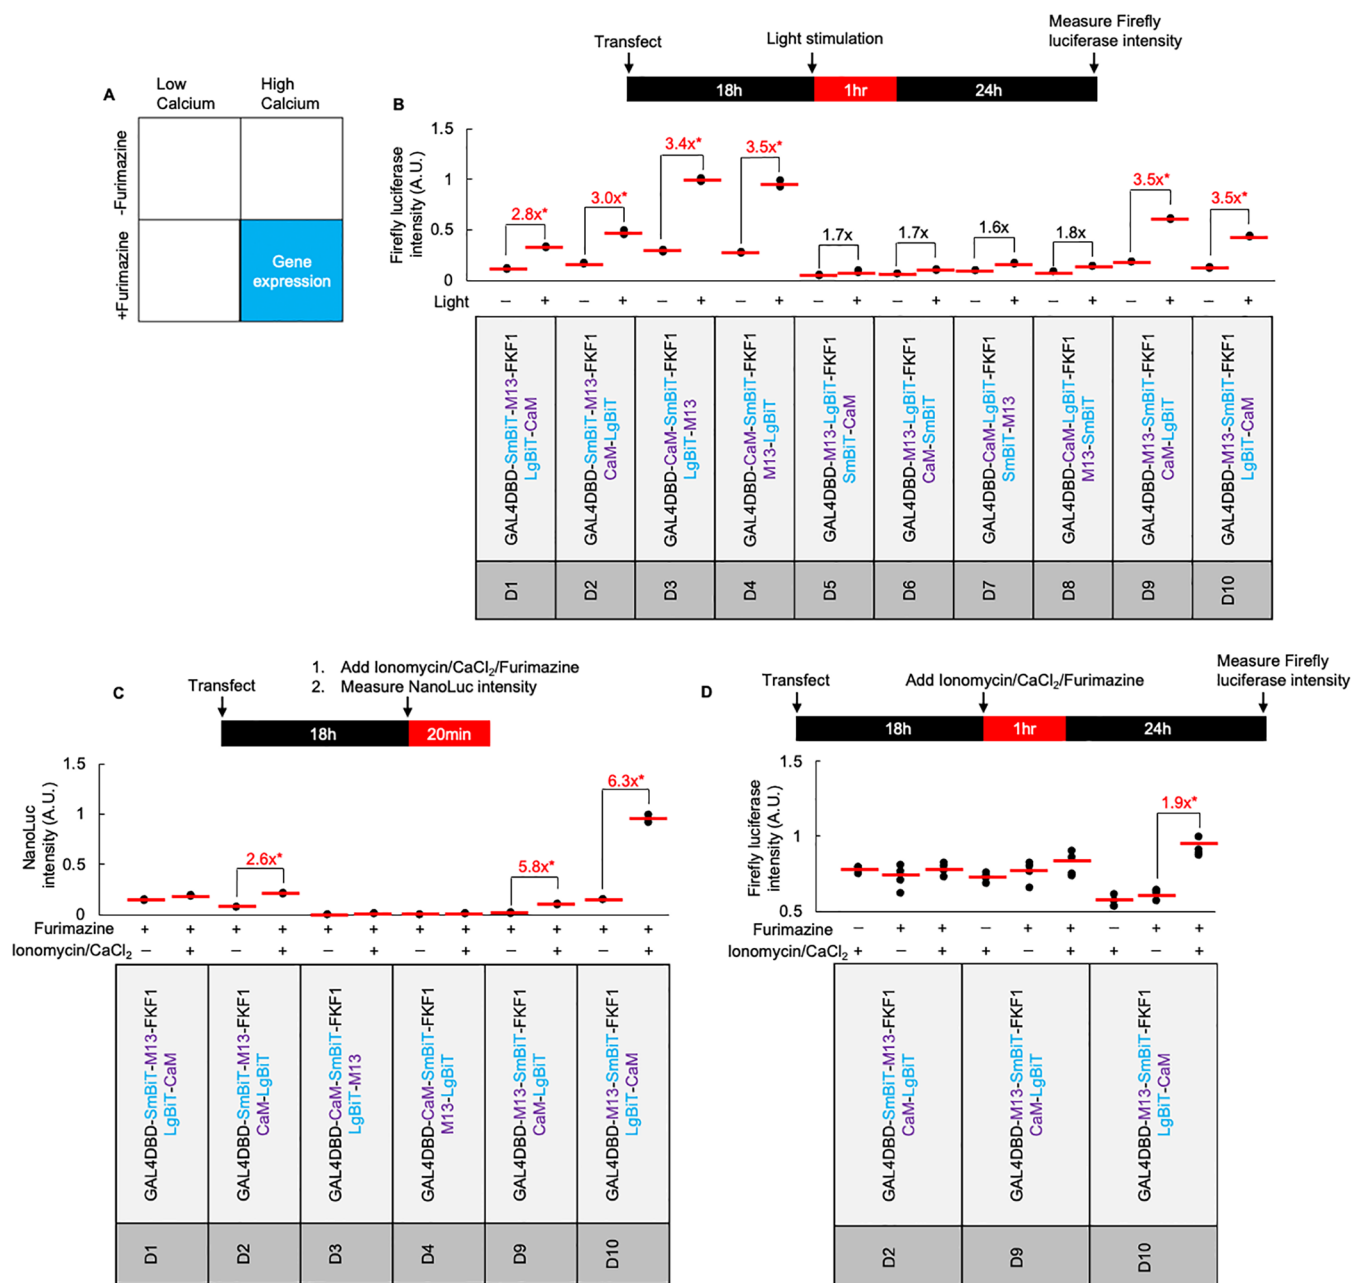 A
Low
Calcium
High
Calcium
-Furimazine
+Furimazine
Gene
expression
B
Transfect
Light stimulation
Measure Firefly
luciferase intensity
18h
1hr
24h
Firefly luciferase
intensity (A.U.)
1.5
1
0.5
0
2.8x*
3.0x*
3.4x*
3.5x*
1.7x
1.7x
1.6x
1.8x
3.5x*
3.5x*
Light
– + – + – + – + – + – + – + – + – + – +
GAL4DBD-SmBiT-M13-FKF1
LgBiT-CaM
GAL4DBD-SmBiT-M13-FKF1
CaM-LgBiT
GAL4DBD-CaM-SmBiT-FKF1
LgBiT-M13
GAL4DBD-CaM-SmBiT-FKF1
M13-LgBiT
GAL4DBD-M13-LgBiT-FKF1
SmBiT-CaM
GAL4DBD-M13-LgBiT-FKF1
CaM-SmBiT
GAL4DBD-CaM-LgBiT-FKF1
SmBiT-M13
GAL4DBD-CaM-LgBiT-FKF1
M13-SmBiT
GAL4DBD-M13-SmBiT-FKF1
CaM-LgBiT
GAL4DBD-M13-SmBiT-FKF1
LgBiT-CaM
D1 D2 D3 D4 D5 D6 D7 D8 D9 D10
C
Transfect
1. Add Ionomycin/CaCl₂/Furimazine
2. Measure NanoLuc intensity
18h
20min
NanoLuc
intensity (A.U.)
1.5
1
0.5
0
2.6x*
5.8x*
6.3x*
Furimazine + + + + + + + + + + + +
Ionomycin/CaCl₂ – + – + – + – + – + – +
GAL4DBD-SmBiT-M13-FKF1
LgBiT-CaM
GAL4DBD-SmBiT-M13-FKF1
CaM-LgBiT
GAL4DBD-CaM-SmBiT-FKF1
LgBiT-M13
GAL4DBD-CaM-SmBiT-FKF1
M13-LgBiT
GAL4DBD-M13-SmBiT-FKF1
CaM-LgBiT
GAL4DBD-M13-SmBiT-FKF1
LgBiT-CaM
D1 D2 D3 D4 D9 D10
D
Transfect
Add Ionomycin/CaCl₂/Furimazine
Measure Firefly
luciferase intensity
18h
1hr
24h
Firefly luciferase
intensity (A.U.)
1.5
1
0.5
1.9x*
Furimazine – + + – + + – + +
Ionomycin/CaCl₂ + – + + – + + – +
GAL4DBD-SmBiT-M13-FKF1
CaM-LgBiT
GAL4DBD-M13-SmBiT-FKF1
CaM-LgBiT
GAL4DBD-M13-SmBiT-FKF1
LgBiT-CaM
D2 D9 D10